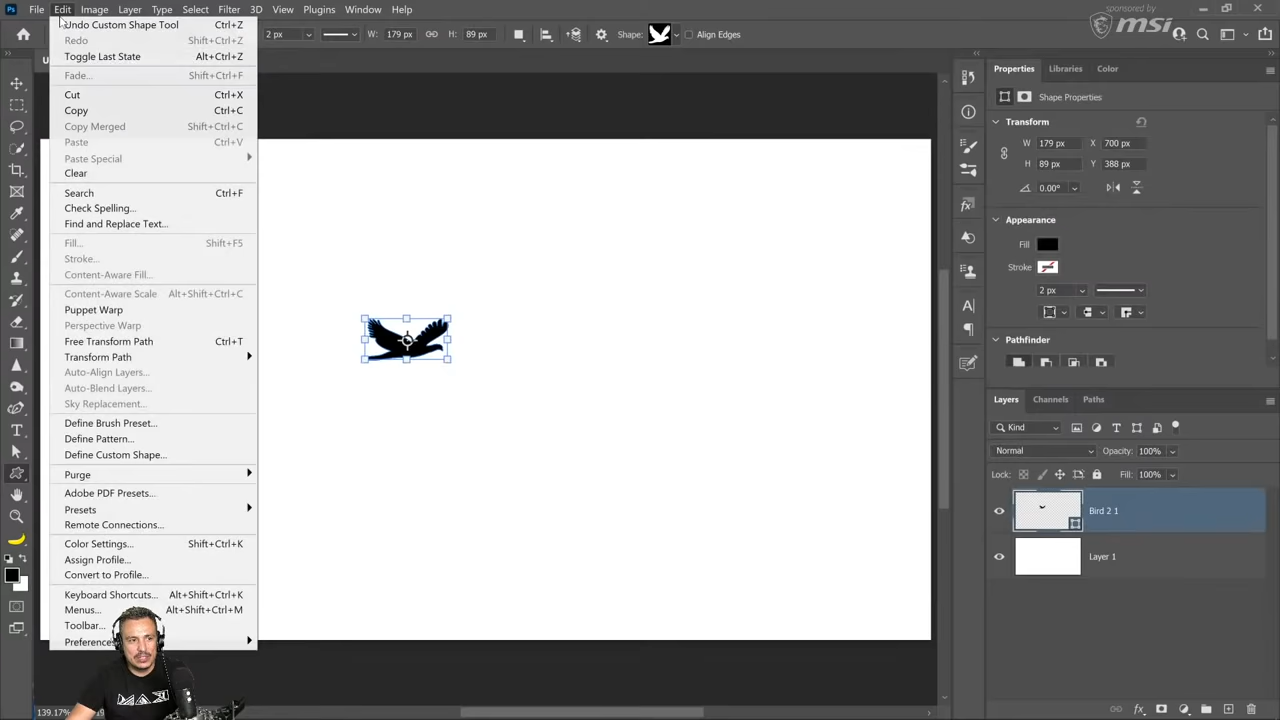 sponsored by
msi
Ps File Edit Image Layer Type Select Filter 3D View Plugins Window Help
2 px W: 179 px H: 89 px Shape: Align Edges
Undo Custom Shape Tool Ctrl+Z
Redo Shift+Ctrl+Z
Toggle Last State Alt+Ctrl+Z
Fade... Shift+Ctrl+F
Cut Ctrl+X
Copy Ctrl+C
Copy Merged Shift+Ctrl+C
Paste Ctrl+V
Paste Special
Clear
Search Ctrl+F
Check Spelling...
Find and Replace Text...
Fill... Shift+F5
Stroke...
Content-Aware Fill...
Content-Aware Scale Alt+Shift+Ctrl+C
Puppet Warp
Perspective Warp
Free Transform Path Ctrl+T
Transform Path
Auto-Align Layers...
Auto-Blend Layers...
Sky Replacement...
Define Brush Preset...
Define Pattern...
Define Custom Shape...
Purge
Adobe PDF Presets...
Presets
Remote Connections...
Color Settings... Shift+Ctrl+K
Assign Profile...
Convert to Profile...
Keyboard Shortcuts... Alt+Shift+Ctrl+K
Menus... Alt+Shift+Ctrl+M
Toolbar...
139.17%
Properties Libraries Color
Shape Properties
Transform
W 179 px X 700 px
H 89 px Y 388 px
0.00°
Appearance
Fill
Stroke
2 px
Pathfinder
Layers Channels Paths
Kind
Normal Opacity: 100%
Lock: Fill: 100%
Bird 2 1
Layer 1